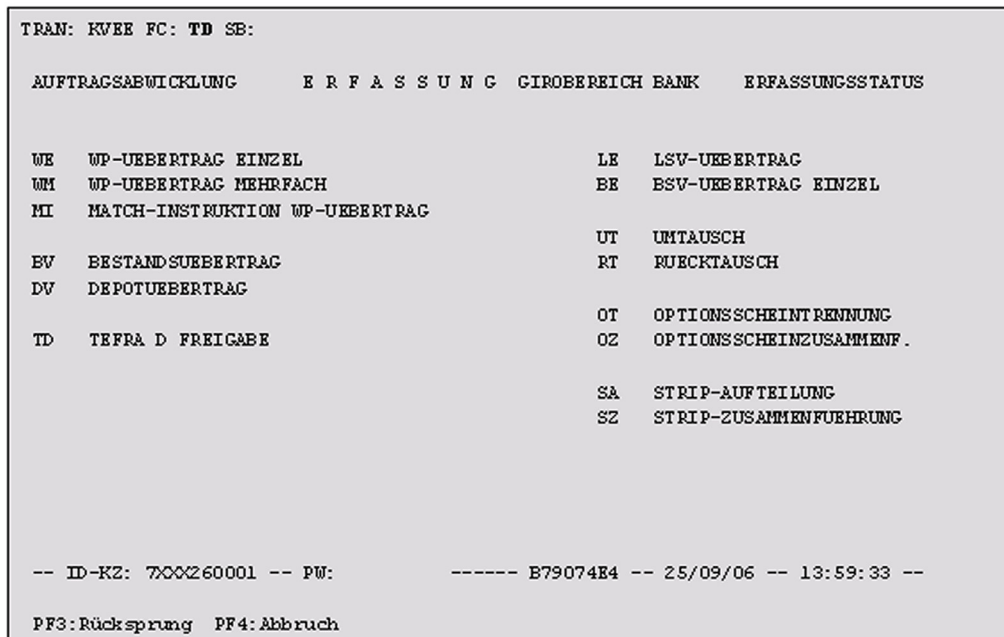 TRAN: KVEE FC: TD SB:
AUFTRAGSABWICKLUNG E R F A S S U N G GIROBEREICH BANK ERFASSUNGSSTATUS
WE WP-UEBERTRAG EINZEL LE LSV-UEBERTRAG
WM WP-UEBERTRAG MEHRFACH BE BSV-UEBERTRAG EINZEL
MI MATCH-INSTRUKTION WP-UEBERTRAG
UT UMTAUSCH
BV BESTANDSUEBERTRAG RT RUECKTAUSCH
DV DEPOTUEBERTRAG
OT OPTIONSSCHEINTRENNUNG
TD TEFRA D FREIGABE OZ OPTIONSSCHEINZUSAMMENF.
SA STRIP-AUFTEILUNG
SZ STRIP-ZUSAMMENFUEHRUNG
-- ID-KZ: 7XXX260001 -- PW: ------ B79074E4 -- 25/09/06 -- 13:59:33 --
PF3:Rücksprung PF4:Abbruch